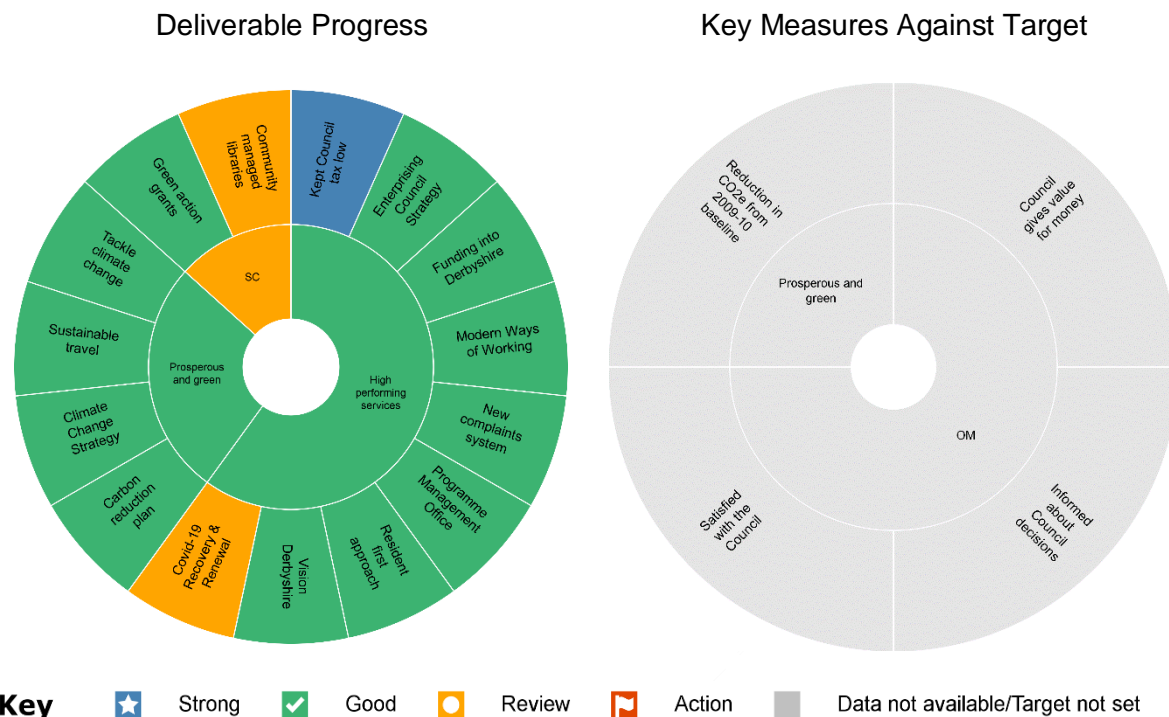 Deliverable Progress
Key Measures Against Target
Kept Council
tax low
Enterprising
Council
Strategy
Funding into
Derbyshire
Modern Ways
of Working
New
complaints
system
Programme
Management
Office
Resident
first
approach
Vision
Derbyshire
Covid-19
Recovery &
Renewal
Carbon
reduction
plan
Climate
Change
Strategy
Sustainable
travel
Tackle
climate
change
Green action
grants
Community
managed
libraries
SC
Prosperous
and green
High
performing
services
Reduction in
CO2e from
2009-10
baseline
Council
gives value
for money
Prosperous and
green
OM
Satisfied
with the
Council
Informed
about
Council
decisions
Key
Strong
Good
Review
Action
Data not available/Target not set